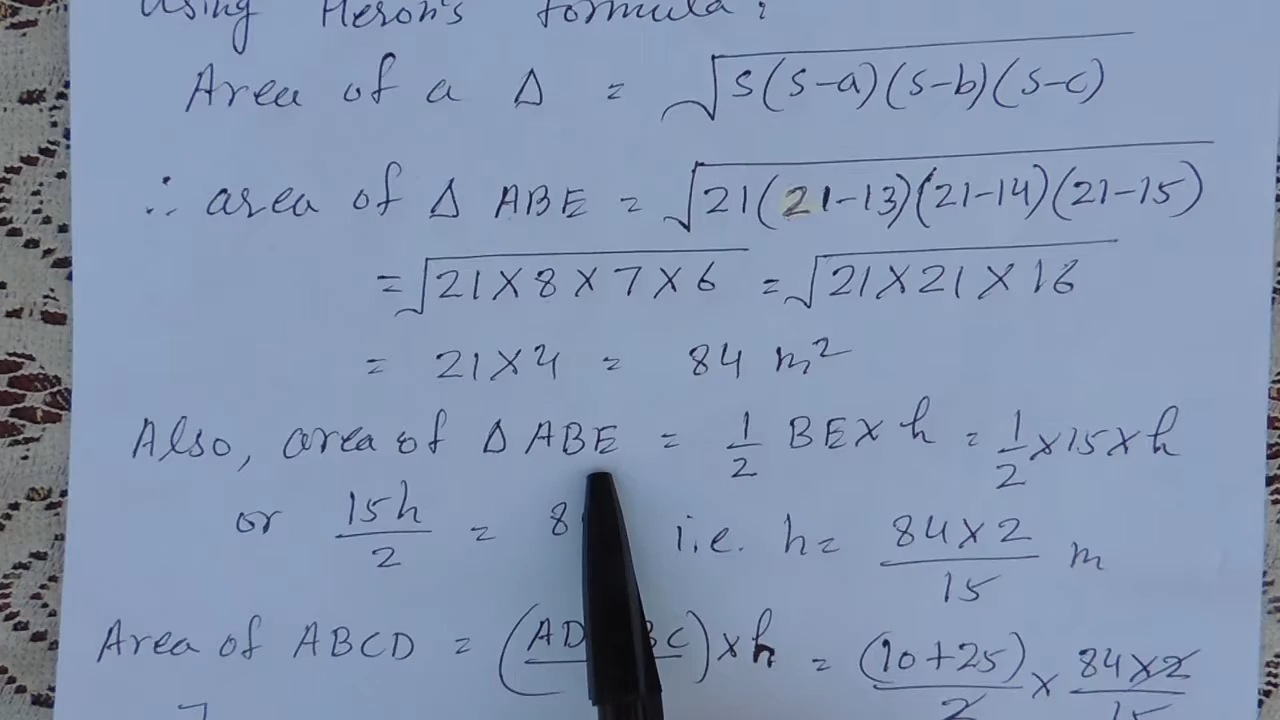 Using Heron's formula:
Area of a Δ = √s(s-a)(s-b)(s-c)
∴ area of Δ ABE = √21(21-13)(21-14)(21-15)
= √21×8×7×6 = √21×21×16
= 21×4 = 84 m²
Also, area of Δ ABE = 1/2 BE × h = 1/2 × 15 × h
or 15h/2 = 8 i.e. h = 84×2/15 m
Area of ABCD = (AD BC) × h = (10+25)/2 × 84×2/15